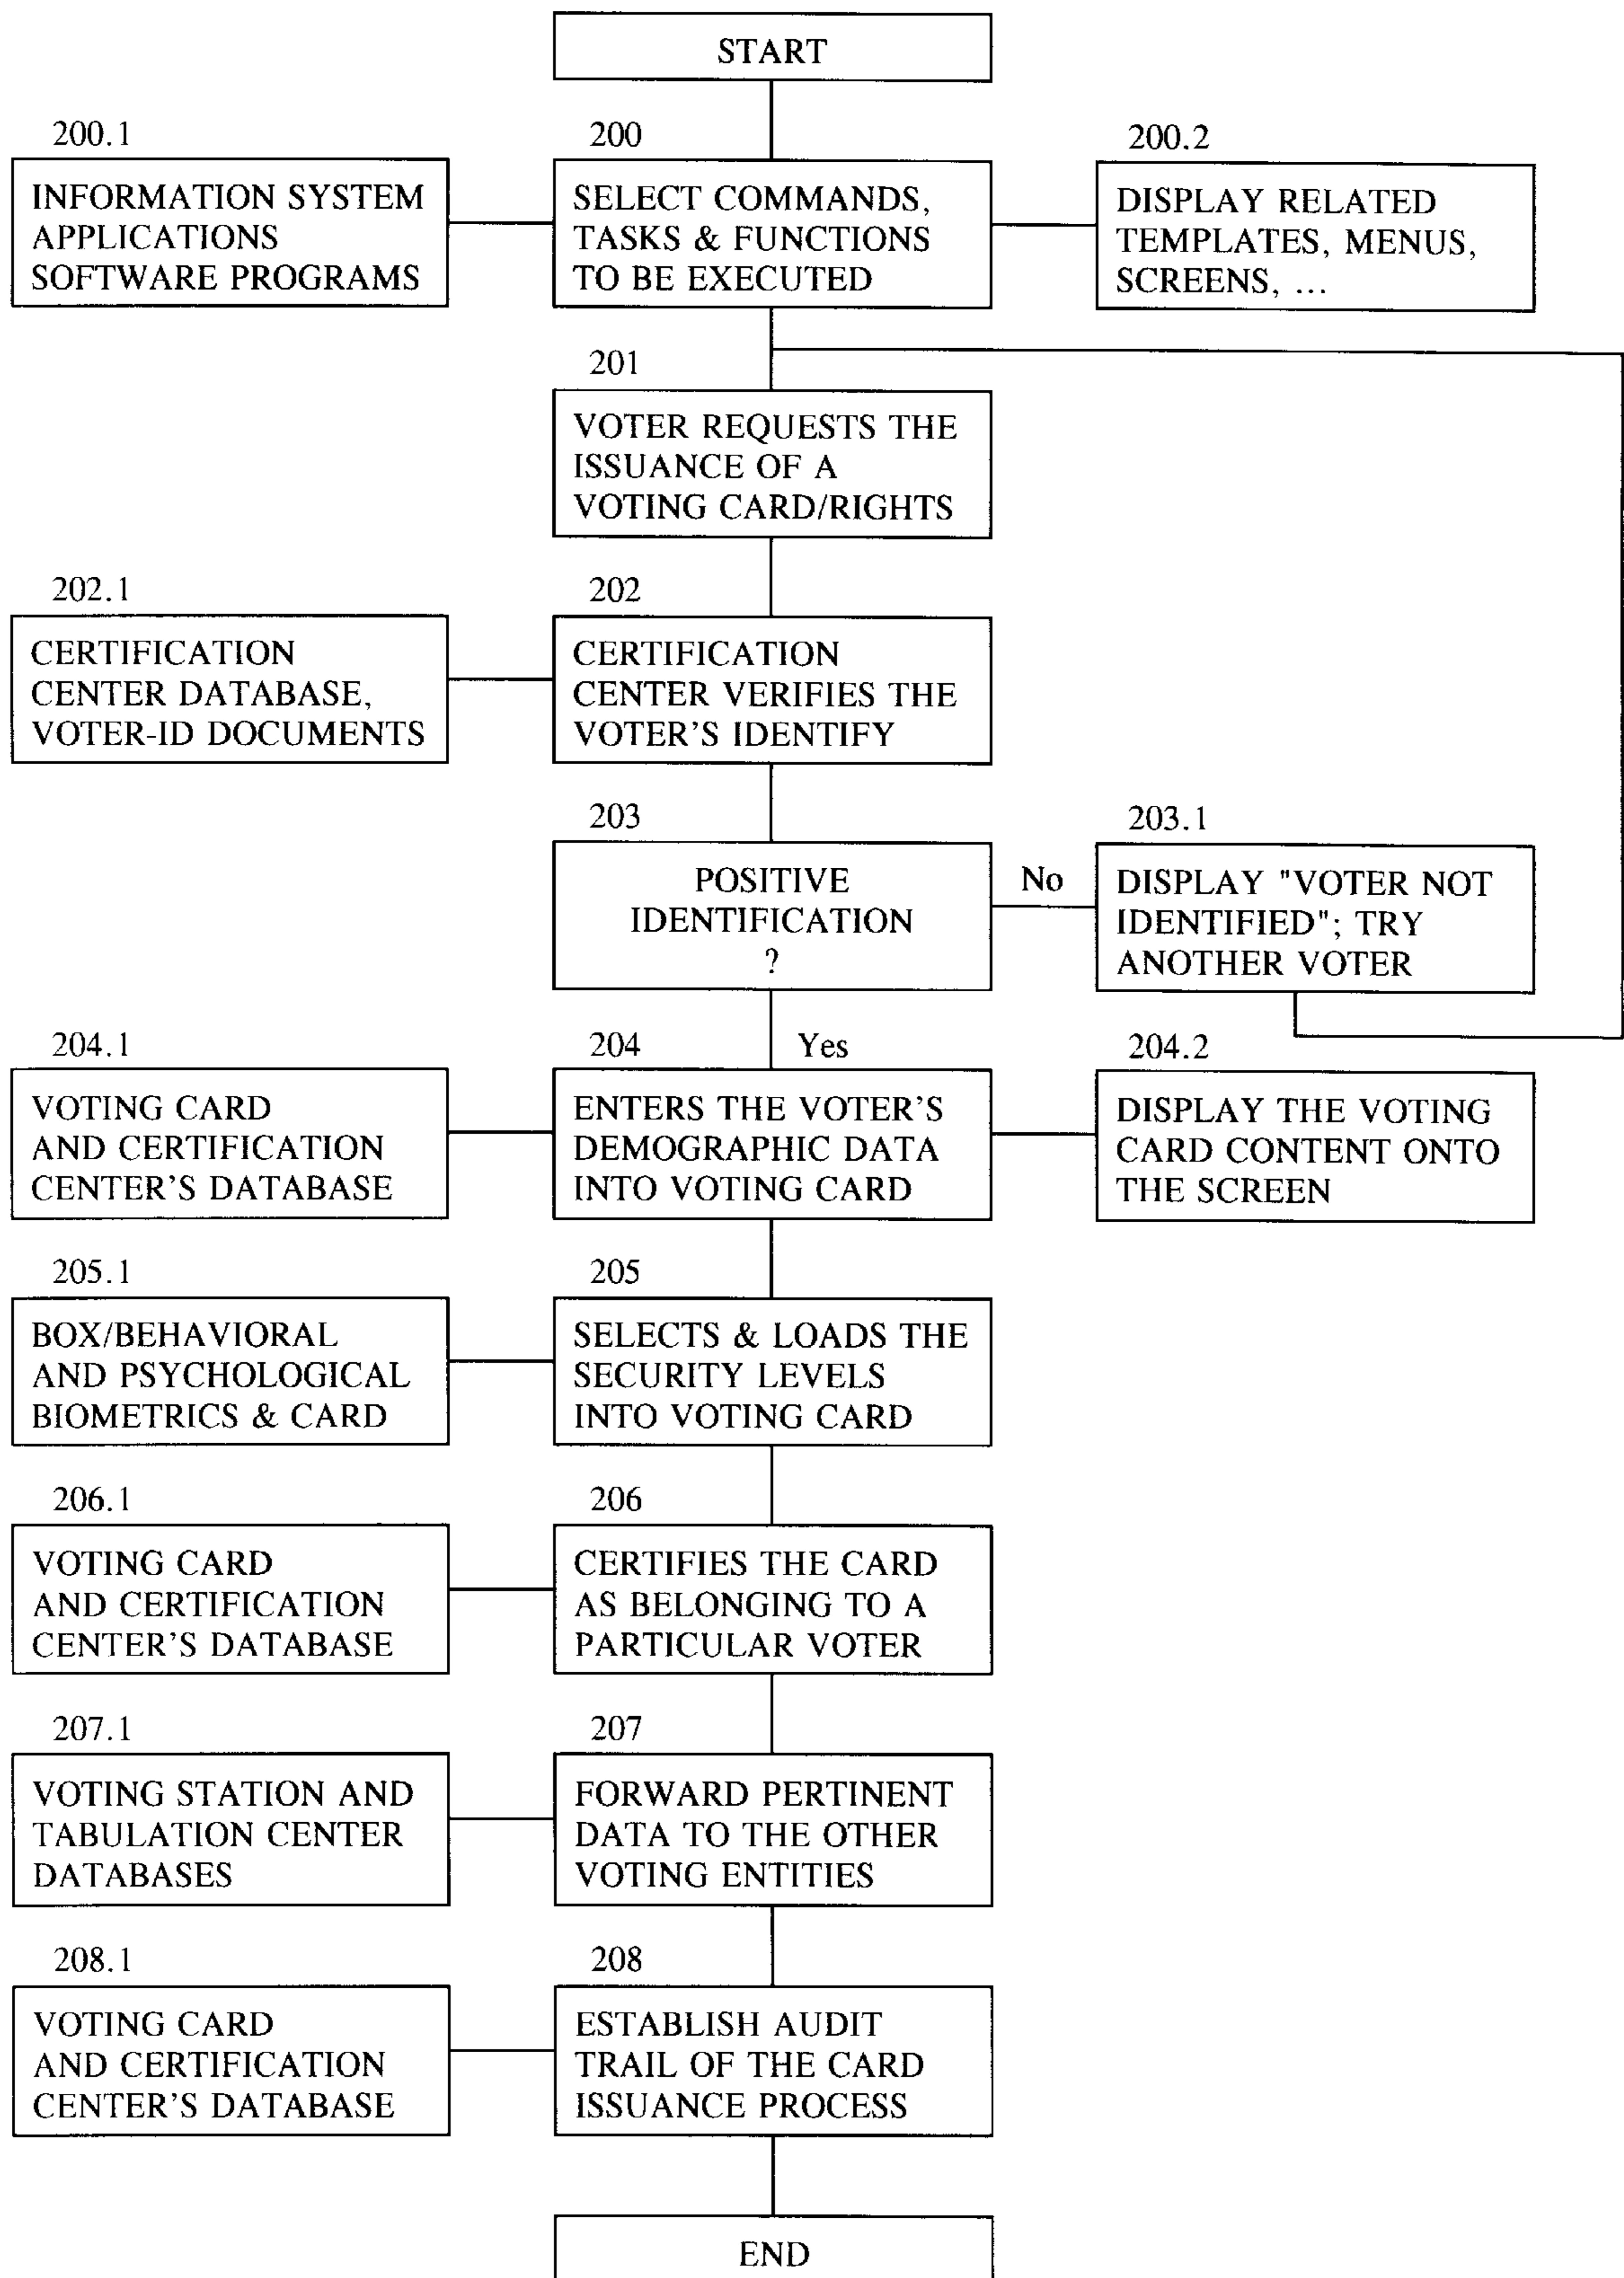 START
200.1
INFORMATION SYSTEM
APPLICATIONS
SOFTWARE PROGRAMS
200
SELECT COMMANDS,
TASKS & FUNCTIONS
TO BE EXECUTED
200.2
DISPLAY RELATED
TEMPLATES, MENUS,
SCREENS, ...
201
VOTER REQUESTS THE
ISSUANCE OF A
VOTING CARD/RIGHTS
202.1
CERTIFICATION
CENTER DATABASE,
VOTER-ID DOCUMENTS
202
CERTIFICATION
CENTER VERIFIES THE
VOTER'S IDENTIFY
203
POSITIVE
IDENTIFICATION
?
No
203.1
DISPLAY "VOTER NOT
IDENTIFIED"; TRY
ANOTHER VOTER
Yes
204.1
VOTING CARD
AND CERTIFICATION
CENTER'S DATABASE
204
ENTERS THE VOTER'S
DEMOGRAPHIC DATA
INTO VOTING CARD
204.2
DISPLAY THE VOTING
CARD CONTENT ONTO
THE SCREEN
205.1
BOX/BEHAVIORAL
AND PSYCHOLOGICAL
BIOMETRICS & CARD
205
SELECTS & LOADS THE
SECURITY LEVELS
INTO VOTING CARD
206.1
VOTING CARD
AND CERTIFICATION
CENTER'S DATABASE
206
CERTIFIES THE CARD
AS BELONGING TO A
PARTICULAR VOTER
207.1
VOTING STATION AND
TABULATION CENTER
DATABASES
207
FORWARD PERTINENT
DATA TO THE OTHER
VOTING ENTITIES
208.1
VOTING CARD
AND CERTIFICATION
CENTER'S DATABASE
208
ESTABLISH AUDIT
TRAIL OF THE CARD
ISSUANCE PROCESS
END